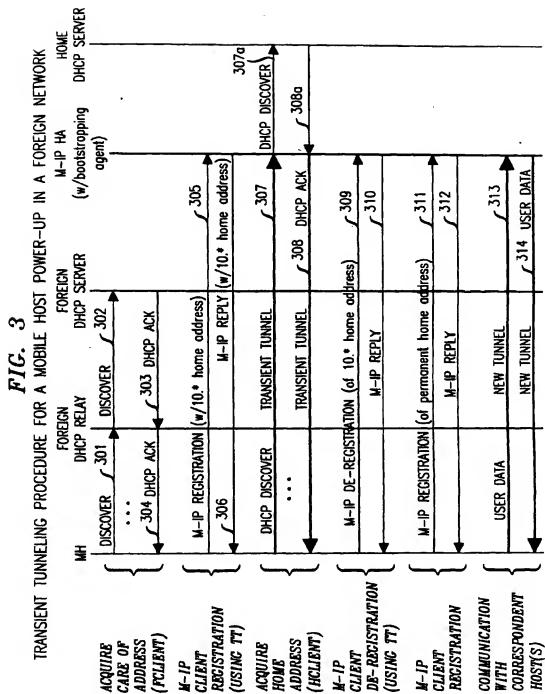 FIG. 3
TRANSIENT TUNNELING PROCEDURE FOR A MOBILE HOST POWER-UP IN A FOREIGN NETWORK
MH
FOREIGN
DHCP RELAY
FOREIGN
DHCP SERVER
M-IP HA
(w/bootstropping
agent)
HOME
DHCP SERVER
ACQUIRE
CARE OF
ADDRESS
(FCLIENT)
DISCOVER
301
DISCOVER
302
...
304 DHCP ACK
303 DHCP ACK
M-IP
CLIENT
REGISTRATION
(USING TT)
M-IP REGISTRATION (w/10.* home address)
305
306
M-IP REPLY (w/10.* home address)
ACQUIRE
HOME
ADDRESS
(HCLIENT)
DHCP DISCOVER
TRANSIENT TUNNEL
307
DHCP DISCOVER
307a
...
TRANSIENT TUNNEL
308 DHCP ACK
308a
M-IP
CLIENT
DE-REGISTRATION
(USING TT)
M-IP DE-REGISTRATION (of 10.* home address)
309
M-IP REPLY
310
M-IP
CLIENT
REGISTRATION
M-IP REGISTRATION (of permanent home address)
311
M-IP REPLY
312
COMMUNICATION
WITH
CORRESPONDENT
HOST(S)
USER DATA
NEW TUNNEL
313
NEW TUNNEL
314 USER DATA